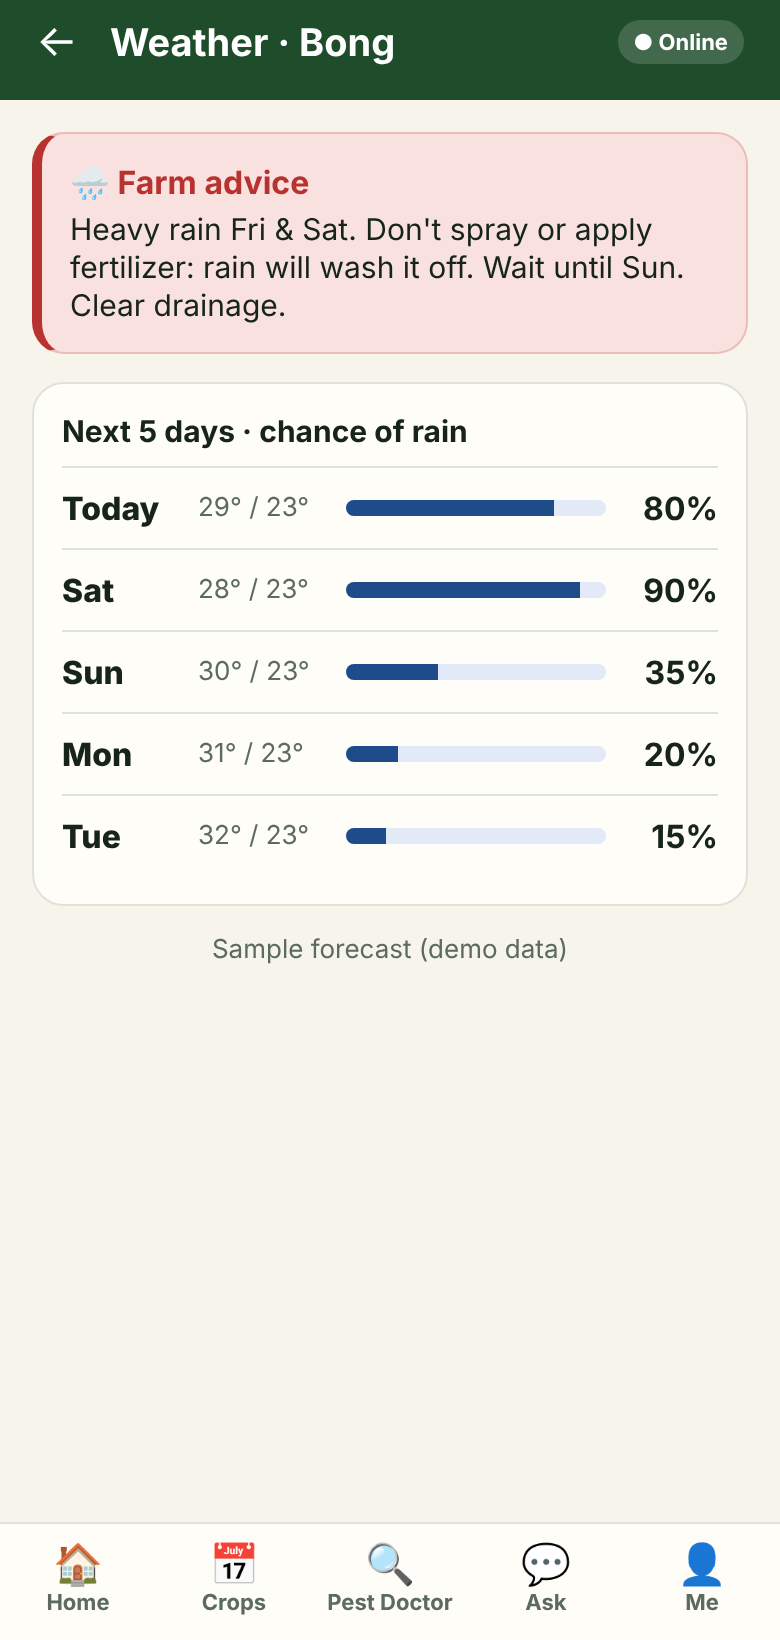 ← Weather · Bong
● Online
🌧️ Farm advice
Heavy rain Fri & Sat. Don't spray or apply
fertilizer: rain will wash it off. Wait until Sun.
Clear drainage.
Next 5 days · chance of rain
Today 29° / 23° 80%
Sat 28° / 23° 90%
Sun 30° / 23° 35%
Mon 31° / 23° 20%
Tue 32° / 23° 15%
Sample forecast (demo data)
July
17
Home Crops Pest Doctor Ask Me